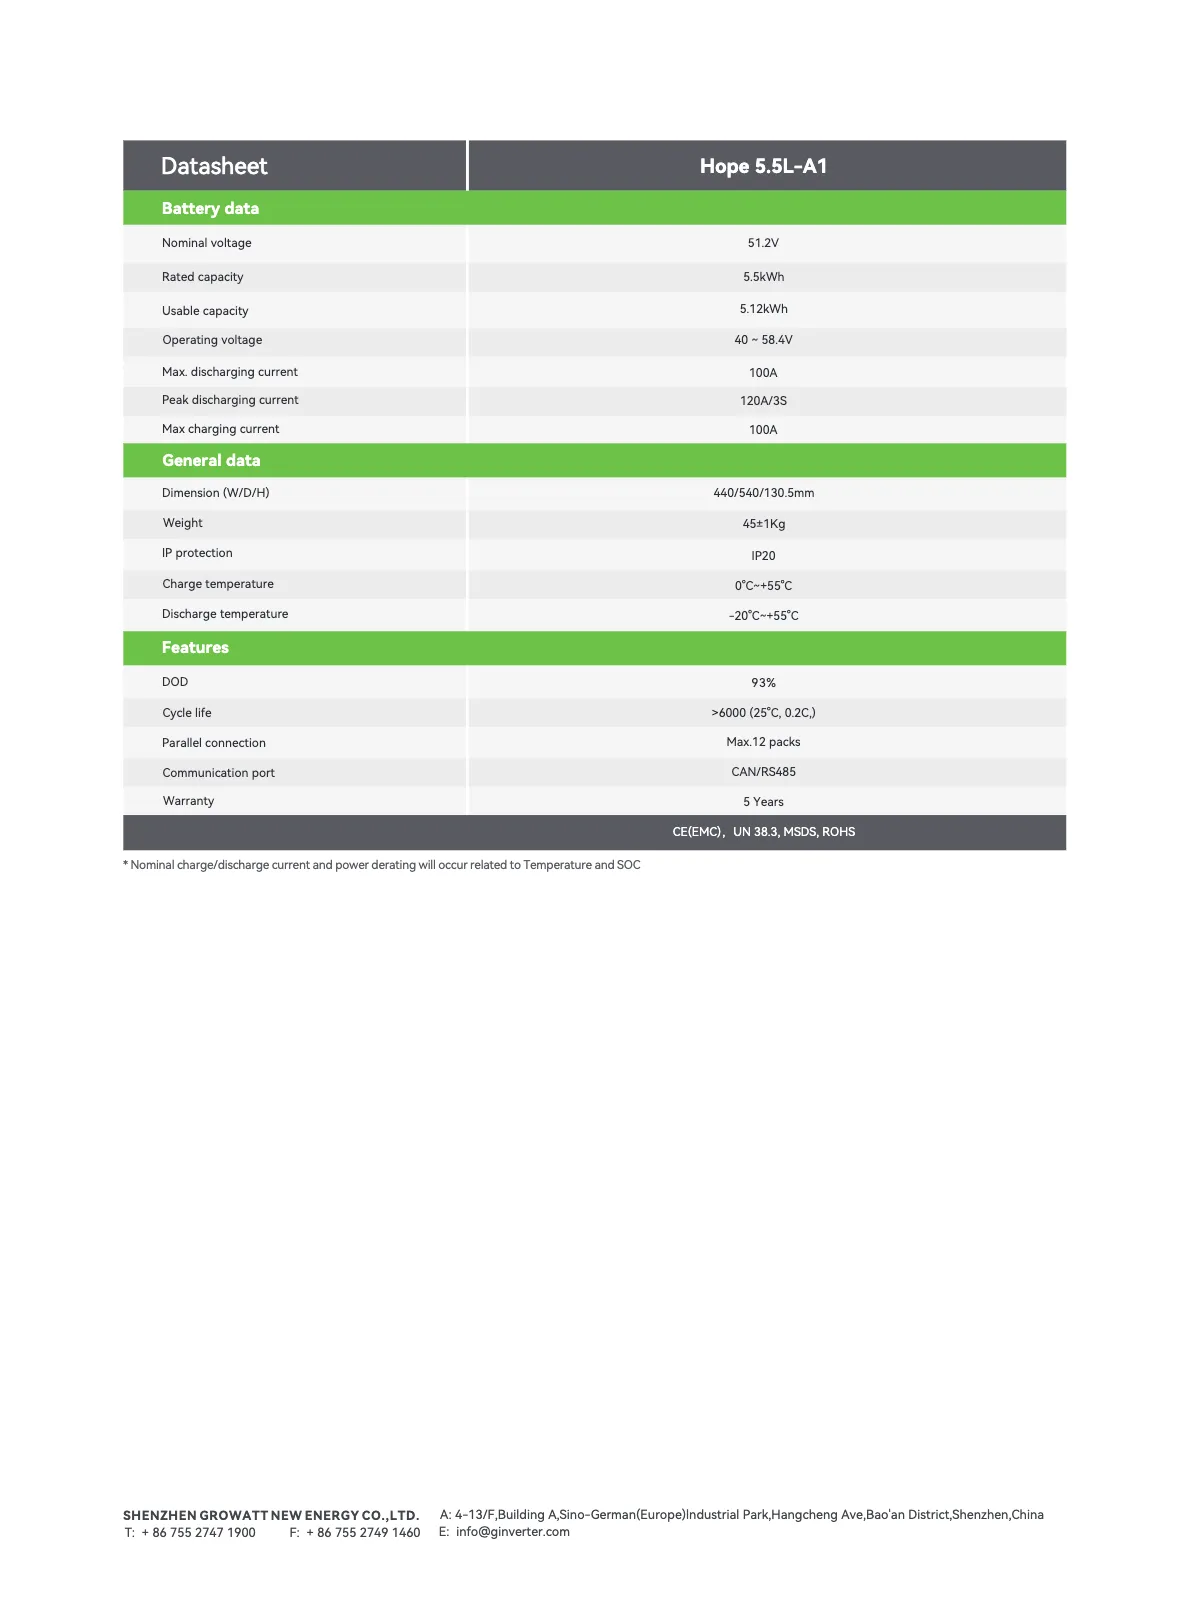 Datasheet Hope 5.5L-A1
Battery data
Nominal voltage 51.2V
Rated capacity 5.5kWh
Usable capacity 5.12kWh
Operating voltage 40 ~ 58.4V
Max. discharging current 100A
Peak discharging current 120A/3S
Max charging current 100A
General data
Dimension (W/D/H) 440/540/130.5mm
Weight 45±1Kg
IP protection IP20
Charge temperature 0°C~+55°C
Discharge temperature -20°C~+55°C
Features
DOD 93%
Cycle life >6000 (25°C, 0.2C,)
Parallel connection Max.12 packs
Communication port CAN/RS485
Warranty 5 Years
CE(EMC), UN 38.3, MSDS, ROHS
* Nominal charge/discharge current and power derating will occur related to Temperature and SOC
SHENZHEN GROWATT NEW ENERGY CO.,LTD. A: 4-13/F,Building A,Sino-German(Europe)Industrial Park,Hangcheng Ave,Bao'an District,Shenzhen,China
T: + 86 755 2747 1900 F: + 86 755 2749 1460 E: info@ginverter.com